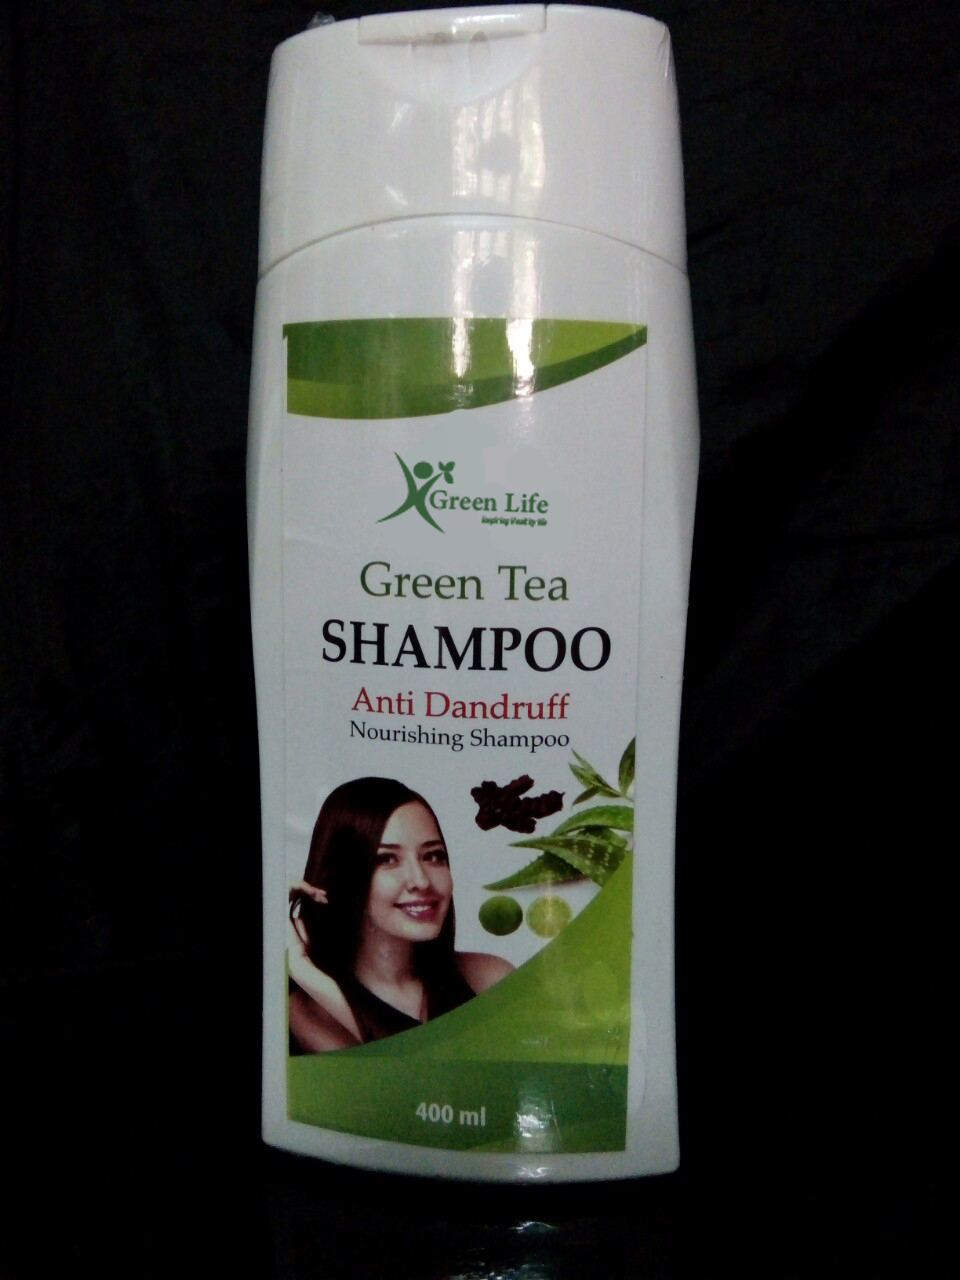 Green Life
Green Tea
SHAMPOO
Anti Dandruff
Nourishing Shampoo
400 ml